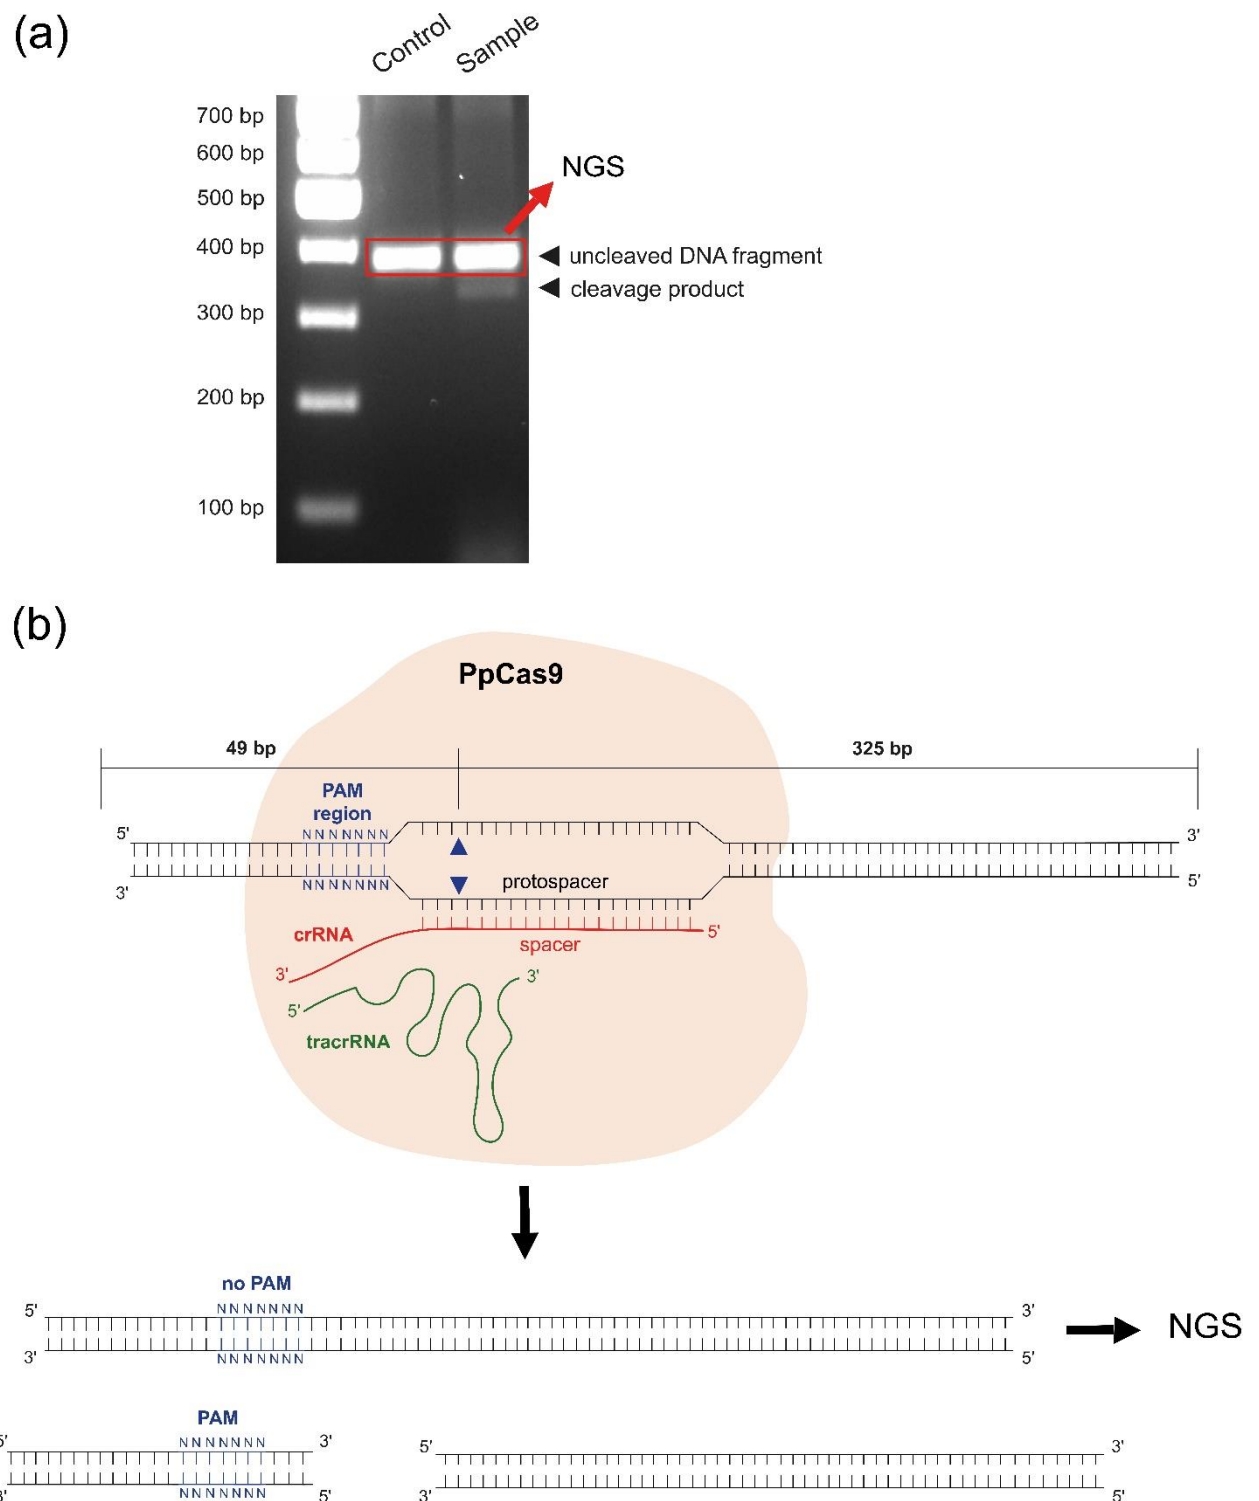 (a)
Control
Sample
700 bp
600 bp
500 bp
400 bp
300 bp
200 bp
100 bp
NGS
uncleaved DNA fragment
cleavage product
(b)
PpCas9
49 bp
325 bp
PAM
region
5'
NNNNNNN
3'
3'
NNNNNNN
5'
protospacer
crRNA
spacer
5'
3'
5'
3'
tracrRNA
no PAM
5'
NNNNNNN
3'
3'
NNNNNNN
5'
NGS
PAM
5'
NNNNNNN
3'
5'
3'
3'
NNNNNNN
5'
3'
5'